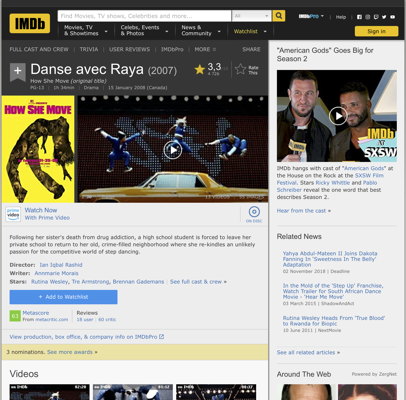 IMDb
Find Movies, TV shows, Celebrities and more...
All
IMDbPro
Help
Movies, TV & Showtimes
Celebs, Events & Photos
News & Community
Watchlist
Sign in
FULL CAST AND CREW | TRIVIA | USER REVIEWS | IMDbPro | MORE
SHARE
Danse avec Raya (2007)
How She Move (original title)
PG-13 | 1h 34min | Drama | 15 January 2008 (Canada)
3,3
Rate This
HOW SHE MOVE
Watch Now
With Prime Video
prime video
ON DISC
Following her sister's death from drug addiction, a high school student is forced to leave her
private school to return to her old, crime-filled neighborhood where she re-kindles an unlikely
passion for the competitive world of step dancing.
Director: Ian Iqbal Rashid
Writer: Annmarie Morais
Stars: Rutina Wesley, Tre Armstrong, Brennan Gademans | See full cast & crew »
+ Add to Watchlist
63
Metascore
From metacritic.com
Reviews
18 user | 60 critic
View production, box office, & company info on IMDbPro
3 nominations. See more awards »
Videos
"American Gods" Goes Big for
Season 2
IMDb
at
SXSW
IMDb hangs with cast of "American Gods" at
the House on the Rock at the SXSW Film
Festival. Stars Ricky Whittle and Pablo
Schreiber reveal the one word that best
describes Season 2.
Hear from the cast »
Related News
Yahya Abdul-Mateen II Joins Dakota
Fanning In 'Sweetness In The Belly'
Adaptation
02 November 2018 | Deadline
In the Mold of the 'Step Up' Franchise,
Watch Trailer for South African Dance
Movie - 'Hear Me Move'
03 March 2015 | ShadowAndAct
Rutina Wesley Heads From 'True Blood'
to Rwanda for Biopic
10 June 2011 | NextMovie
See all related articles »
Around The Web
Powered by ZergNet